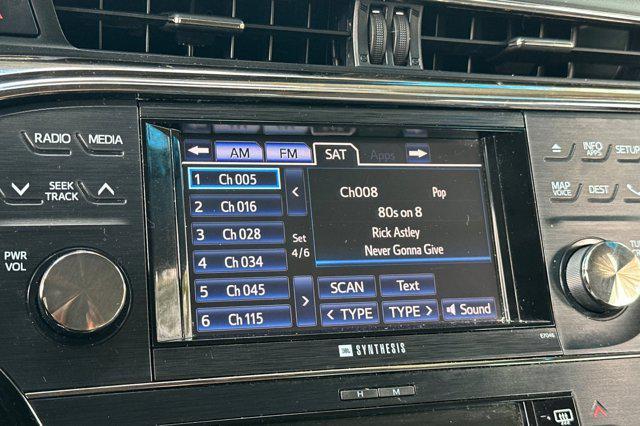 RADIO
MEDIA
SEEK
TRACK
PWR
VOL
AM
FM
SAT
Apps
1 Ch 005
2 Ch 016
3 Ch 028
4 Ch 034
5 Ch 045
6 Ch 115
<
Set
4/6
>
Ch008
Pop
80s on 8
Rick Astley
Never Gonna Give
SCAN
Text
< TYPE
TYPE >
Sound
JBL SYNTHESIS
E7046
H
M
INFO
APPS
SETUP
MAP
VOICE
DEST